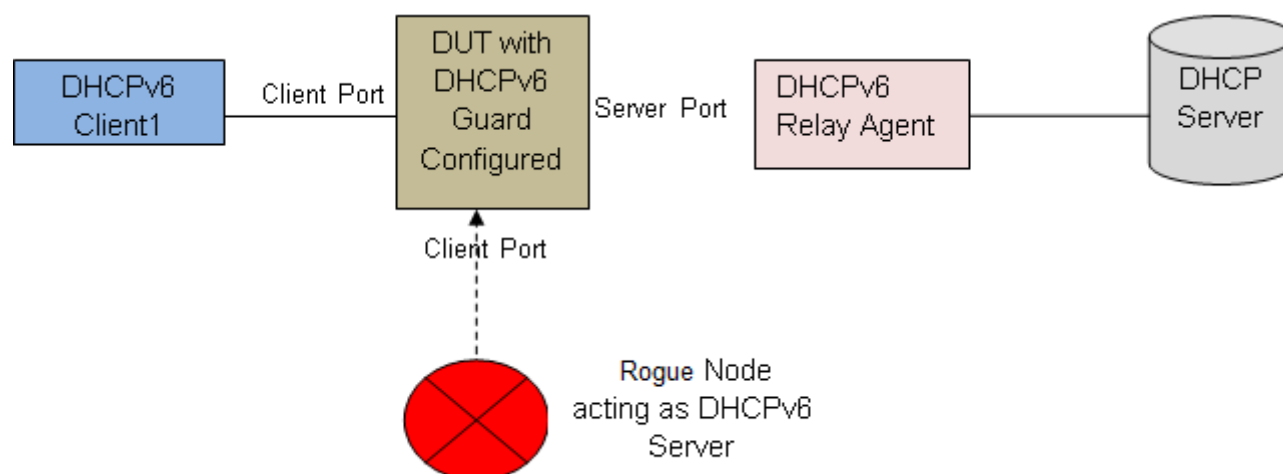 DHCPv6
Client1
Client Port
DUT with
DHCPv6
Guard
Configured
Server Port
DHCPv6
Relay Agent
DHCP
Server
Client Port
Rogue Node
acting as DHCPv6
Server